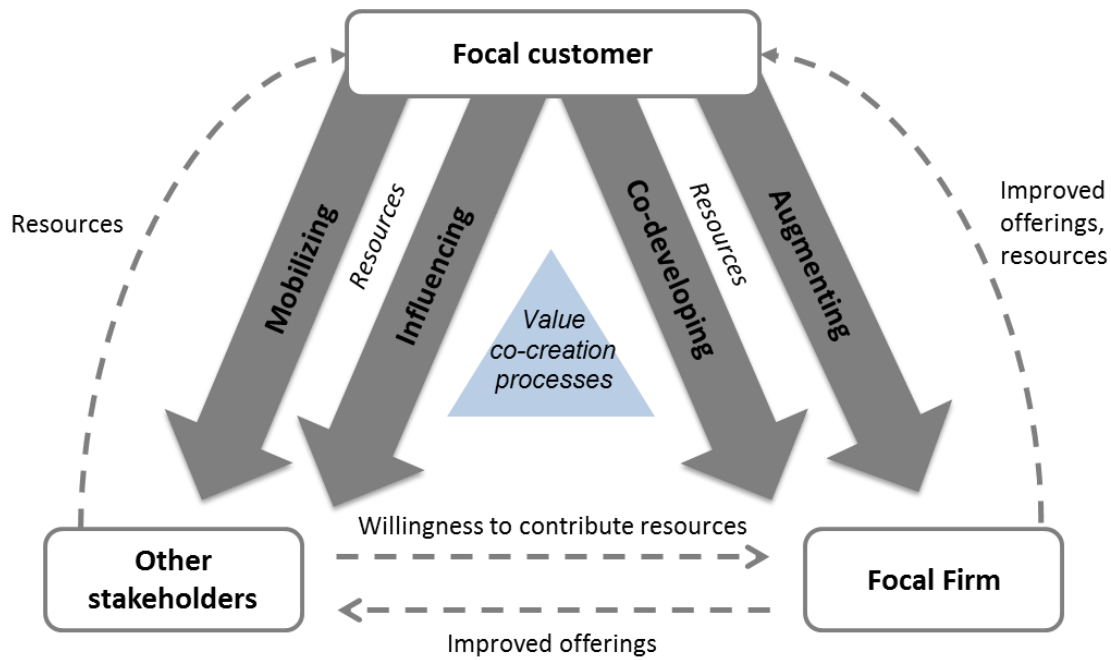 Focal customer
Resources
Mobilizing
Resources
Influencing
Value
co-creation
processes
Co-developing
Resources
Augmenting
Improved
offerings,
resources
Other
stakeholders
Willingness to contribute resources
Improved offerings
Focal Firm